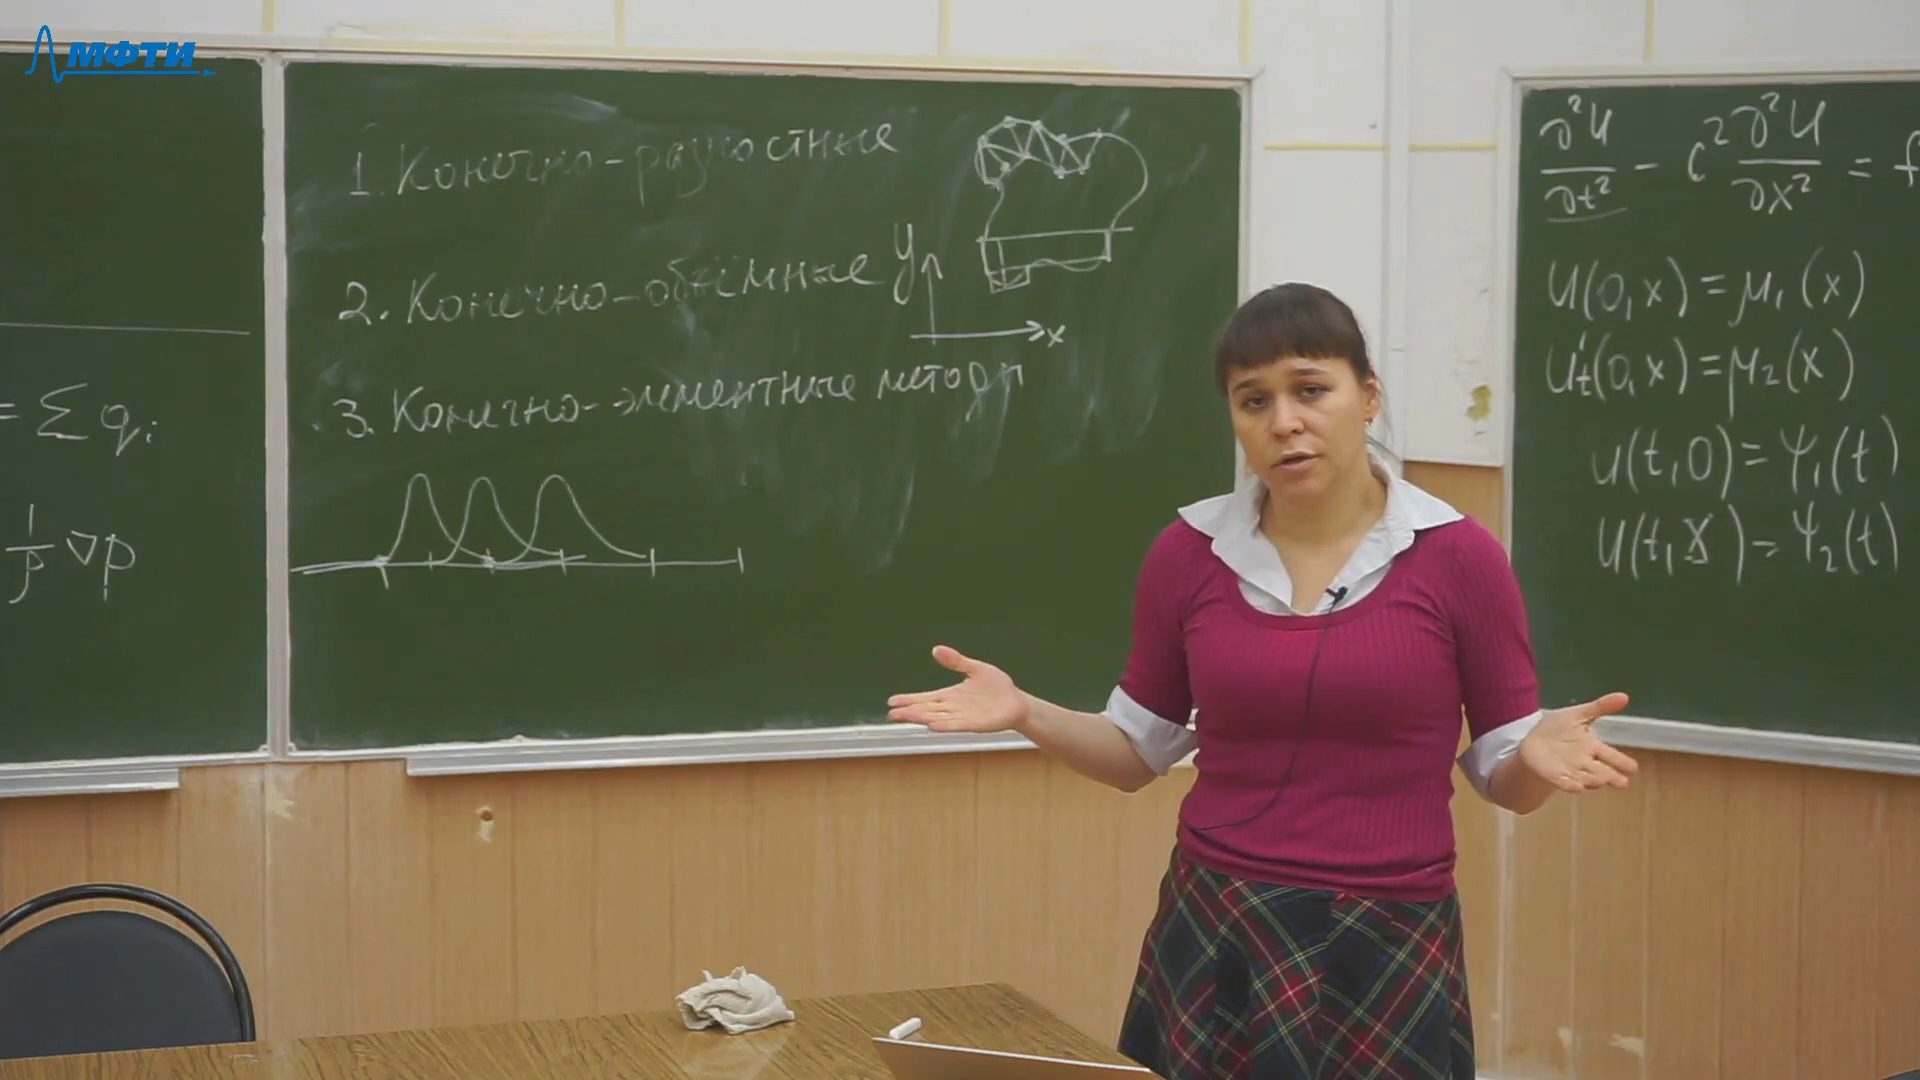 МФТИ
= Σ qᵢ
1/ρ ∇p
1. Конечно-разностные
2. Конечно-объёмные
y
x
3. Конечно-элементные методы
∂²u/∂t² - c² ∂²u/∂x² = f
u(0,x) = μ₁(x)
u'ₜ(0,x) = μ₂(x)
u(t,0) = ψ₁(t)
u(t,X) = ψ₂(t)